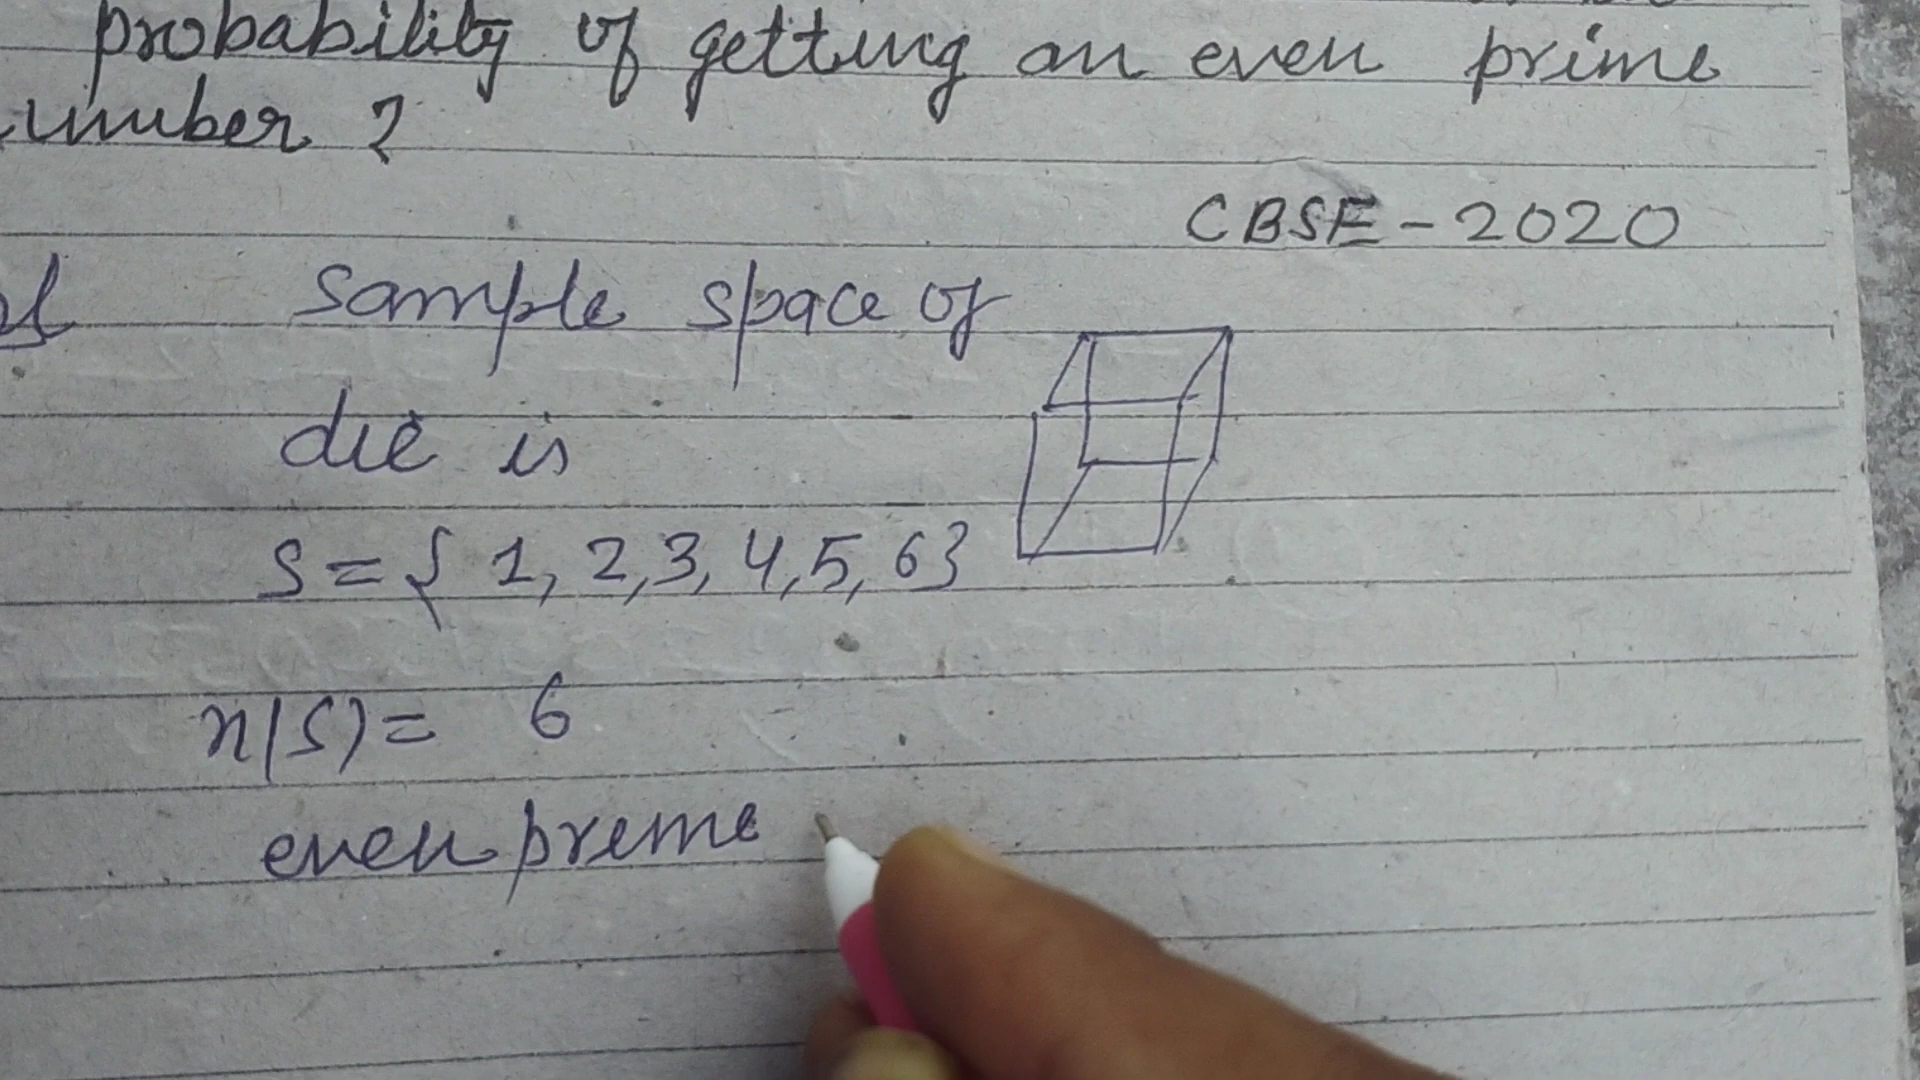 probability of getting an even prime
number ?
CBSE - 2020
sample space of
die is
S = { 1, 2, 3, 4, 5, 6 }
n(S) = 6
even preme